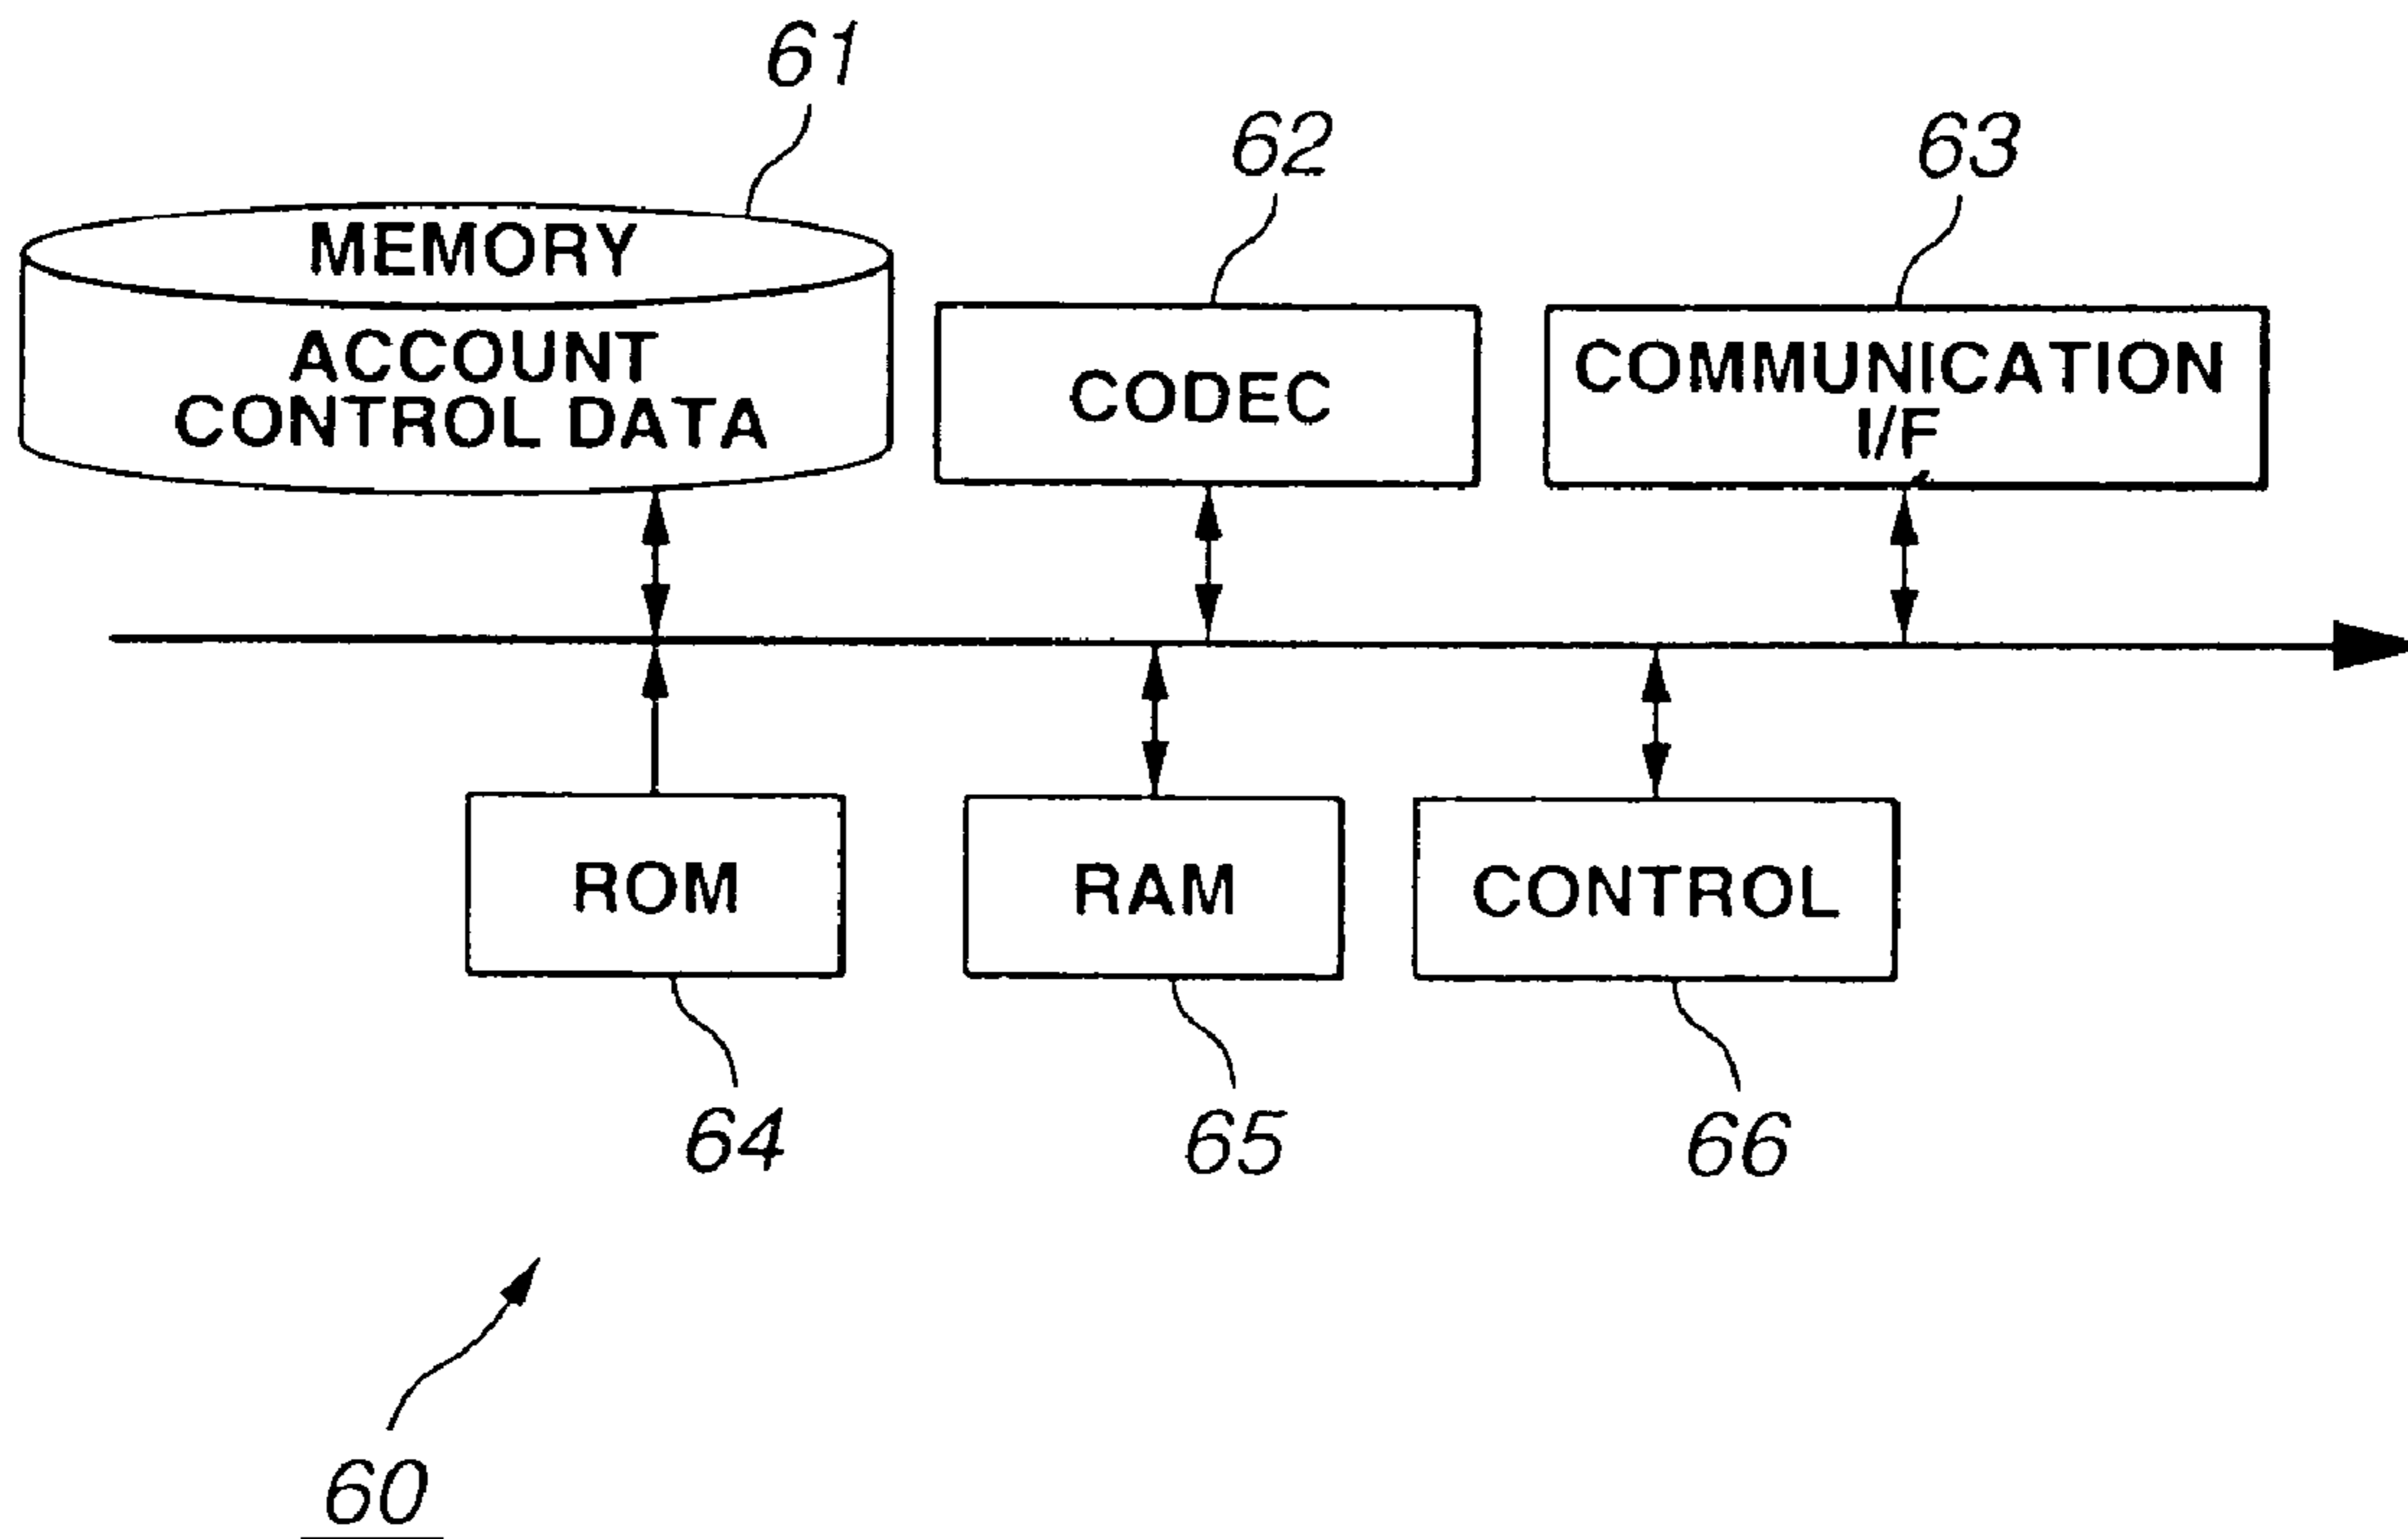 61
62
63
MEMORY
ACCOUNT
CONTROL DATA
CODEC
COMMUNICATION
I/F
ROM
RAM
CONTROL
64
65
66
60